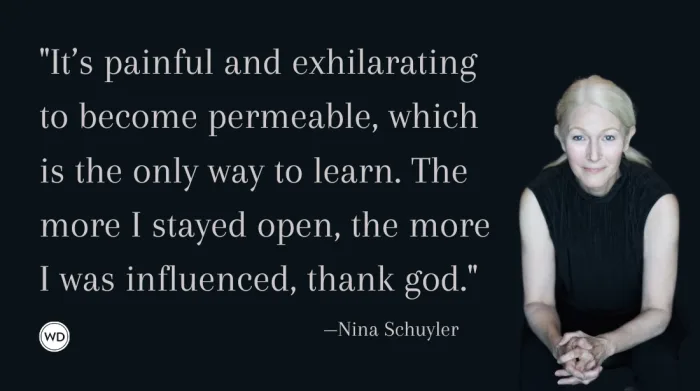 "It’s painful and exhilarating
to become permeable, which
is the only way to learn. The
more I stayed open, the more
I was influenced, thank god."
—Nina Schuyler
WD